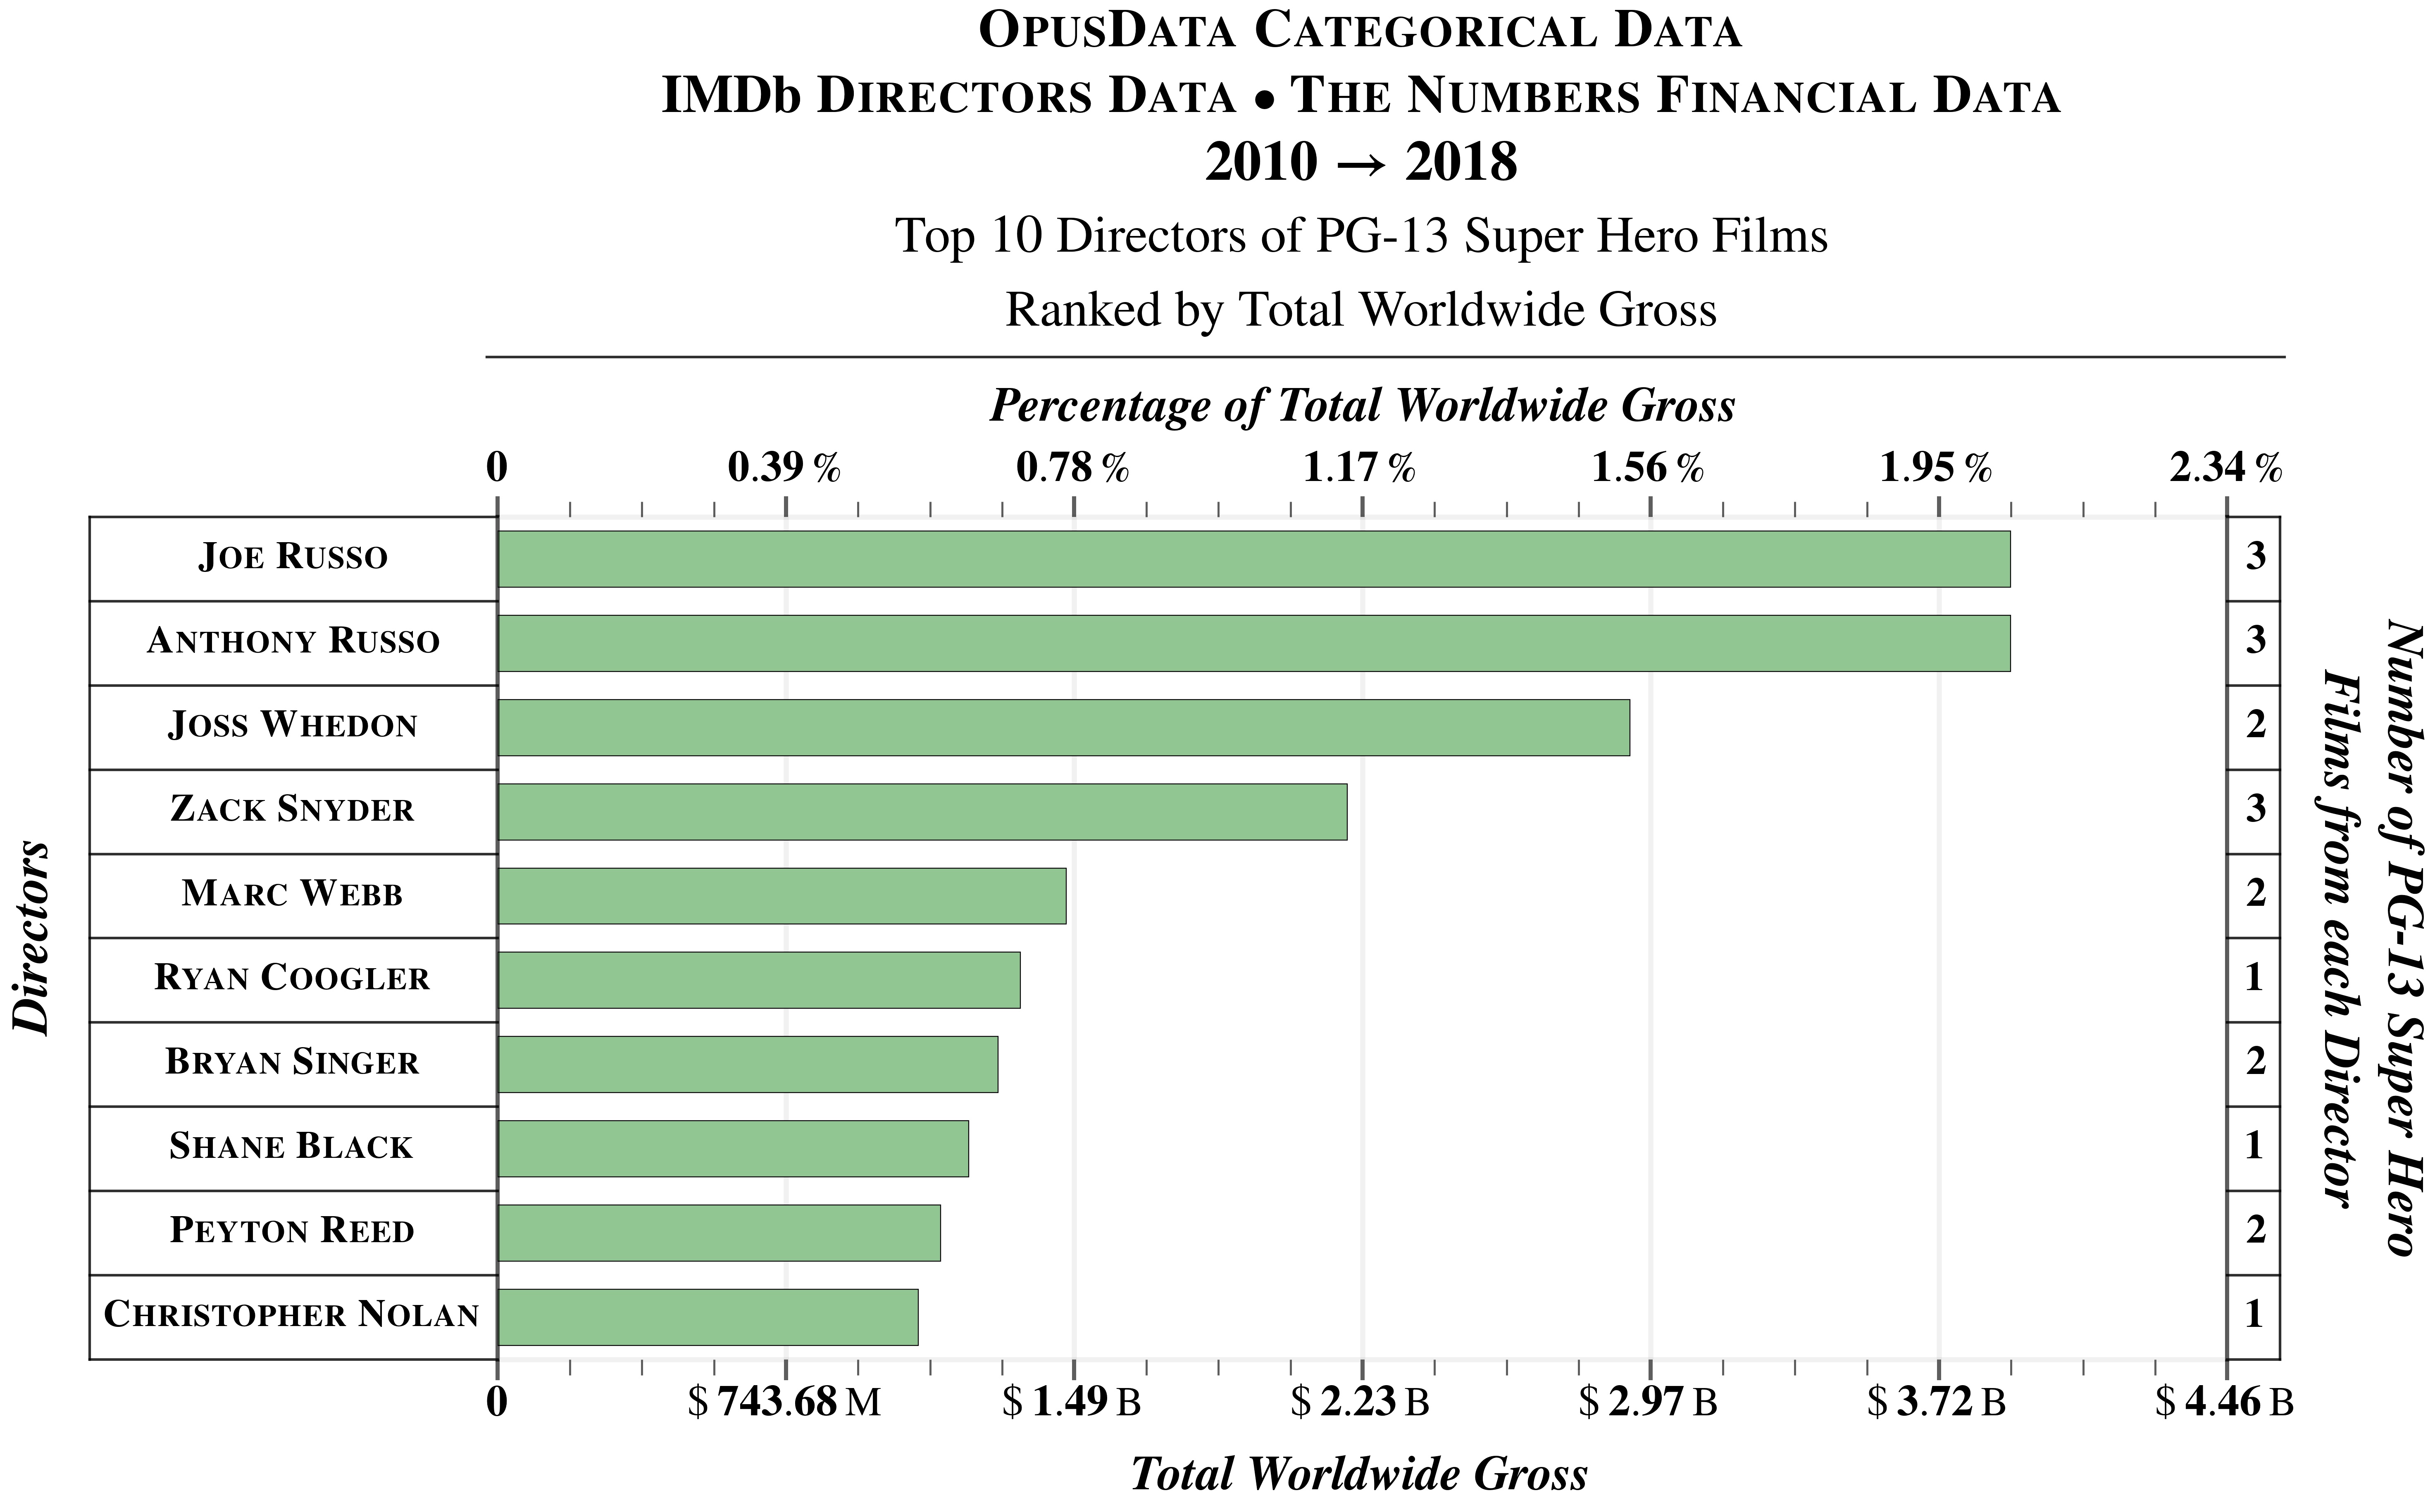 OpusData Categorical Data
IMDb Directors Data • The Numbers Financial Data
2010 → 2018
Top 10 Directors of PG-13 Super Hero Films
Ranked by Total Worldwide Gross
Percentage of Total Worldwide Gross
0 0.39 % 0.78 % 1.17 % 1.56 % 1.95 % 2.34 %
Directors
Joe Russo 3
Anthony Russo 3
Joss Whedon 2
Zack Snyder 3
Marc Webb 2
Ryan Coogler 1
Bryan Singer 2
Shane Black 1
Peyton Reed 2
Christopher Nolan 1
Number of PG-13 Super Hero
Films from each Director
0 $ 743.68 M $ 1.49 B $ 2.23 B $ 2.97 B $ 3.72 B $ 4.46 B
Total Worldwide Gross